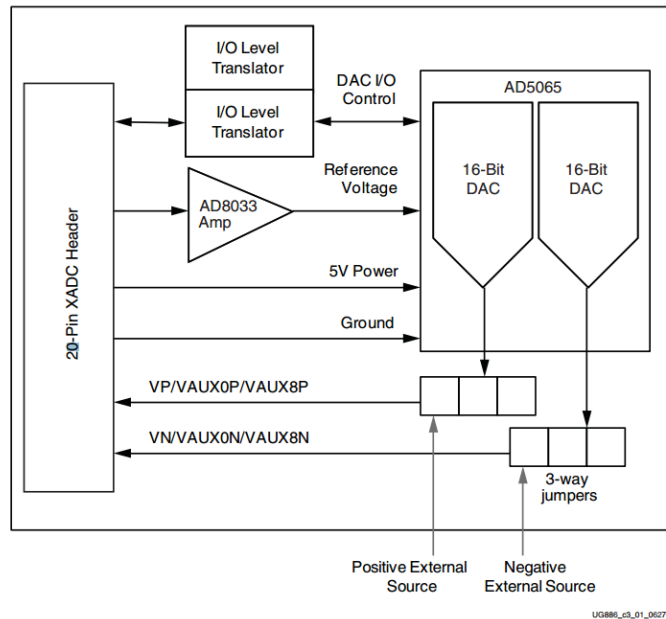 I/O Level
Translator
I/O Level
Translator
DAC I/O
Control
AD5065
16-Bit
DAC
16-Bit
DAC
Reference
Voltage
AD8033
Amp
20-Pin XADC Header
5V Power
Ground
VP/VAUX0P/VAUX8P
VN/VAUX0N/VAUX8N
3-way
jumpers
Positive External
Source
Negative
External Source
UG886_c3_01_0627